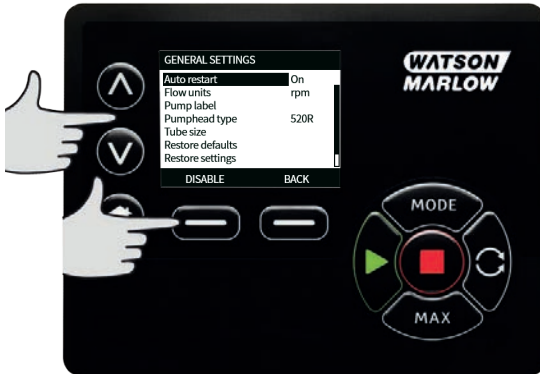 GENERAL SETTINGS
Auto restart On
Flow units rpm
Pump label
Pumphead type 520R
Tube size
Restore defaults
Restore settings
DISABLE BACK
WATSON
MARLOW
MODE
MAX